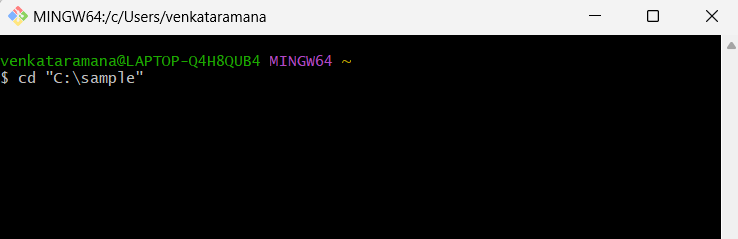 MINGW64:/c/Users/venkataramana
venkataramana@LAPTOP-Q4H8QUB4 MINGW64 ~
$ cd "C:\sample"